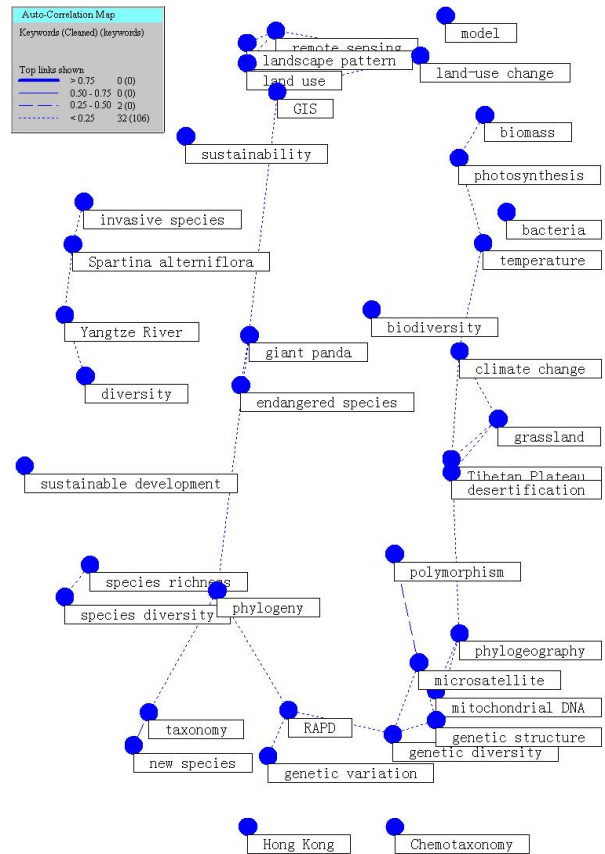 Auto-Correlation Map
Keywords (Cleaned) (keywords)
Top links shown
> 0.75 0 (0)
0.50 - 0.75 0 (0)
0.25 - 0.50 2 (0)
< 0.25 32 (106)
model
remote sensing
landscape pattern
land-use change
land use
GIS
biomass
sustainability
photosynthesis
invasive species
bacteria
Spartina alterniflora
temperature
Yangtze River
biodiversity
giant panda
climate change
diversity
endangered species
grassland
Tibetan Plateau
sustainable development
desertification
polymorphism
species richness
species diversity
phylogeny
phylogeography
microsatellite
mitochondrial DNA
taxonomy
RAPD
genetic structure
genetic diversity
new species
genetic variation
Hong Kong
Chemotaxonomy